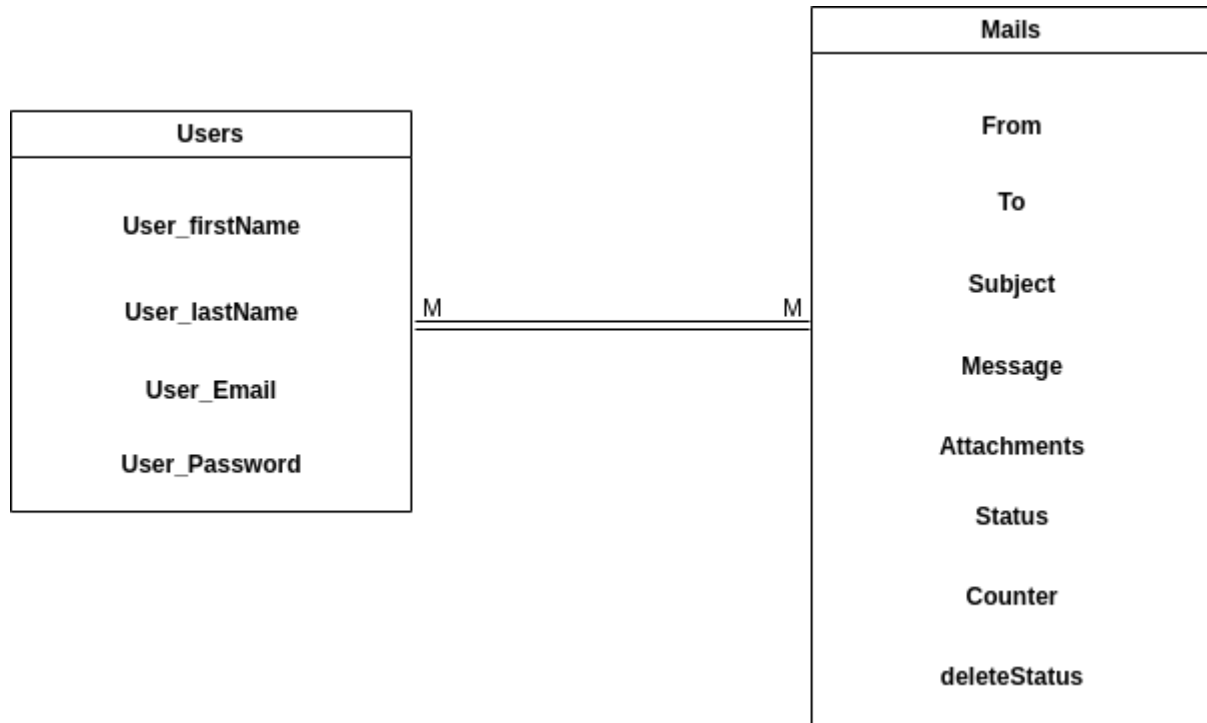 Users
User_firstName
User_lastName
User_Email
User_Password
M
M
Mails
From
To
Subject
Message
Attachments
Status
Counter
deleteStatus